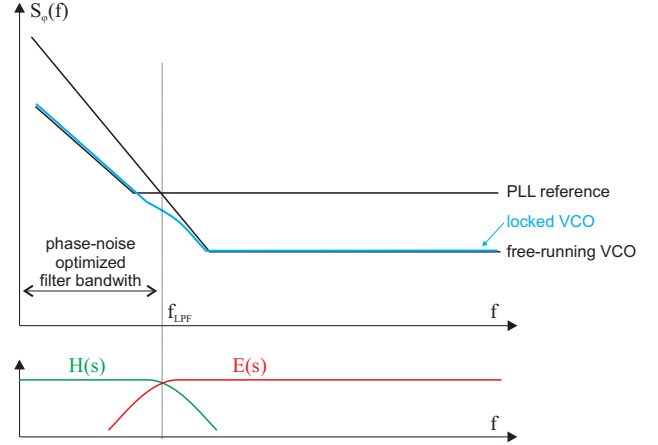 Sφ(f)
PLL reference
locked VCO
free-running VCO
phase-noise
optimized
filter bandwith
fLPF
f
H(s)
E(s)
f